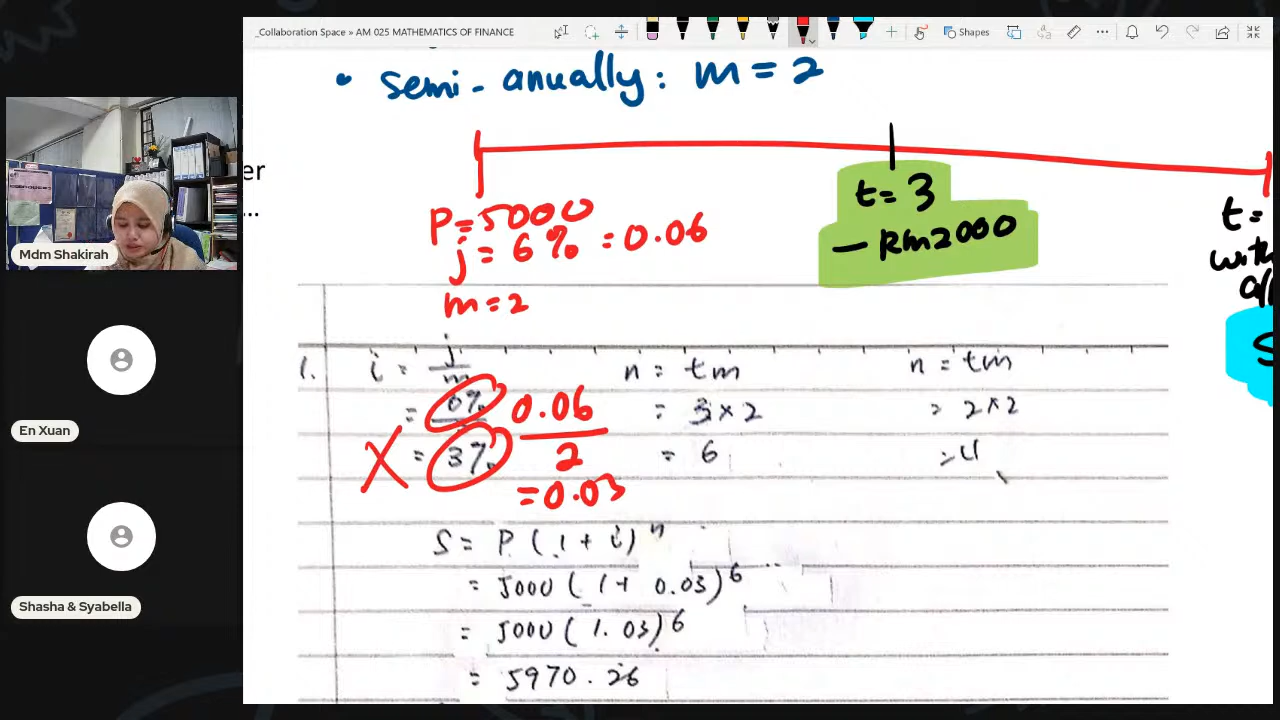 _Collaboration Space » AM 025 MATHEMATICS OF FINANCE
Shapes
• semi-anually: m = 2
er
...
t = 3
- RM2000
P = 5000
j = 6% = 0.06
m = 2
t =
S
Mdm Shakirah
En Xuan
Shasha & Syabella
1. i = j/m n = tm n = tm
= 6% 0.06/2 = 3 × 2 = 2 × 2
X = 3% = 0.03 = 6 = 4
S = P (1 + i)^n
= 5000 (1 + 0.03)^6
= 5000 (1.03)^6
= 5970.26